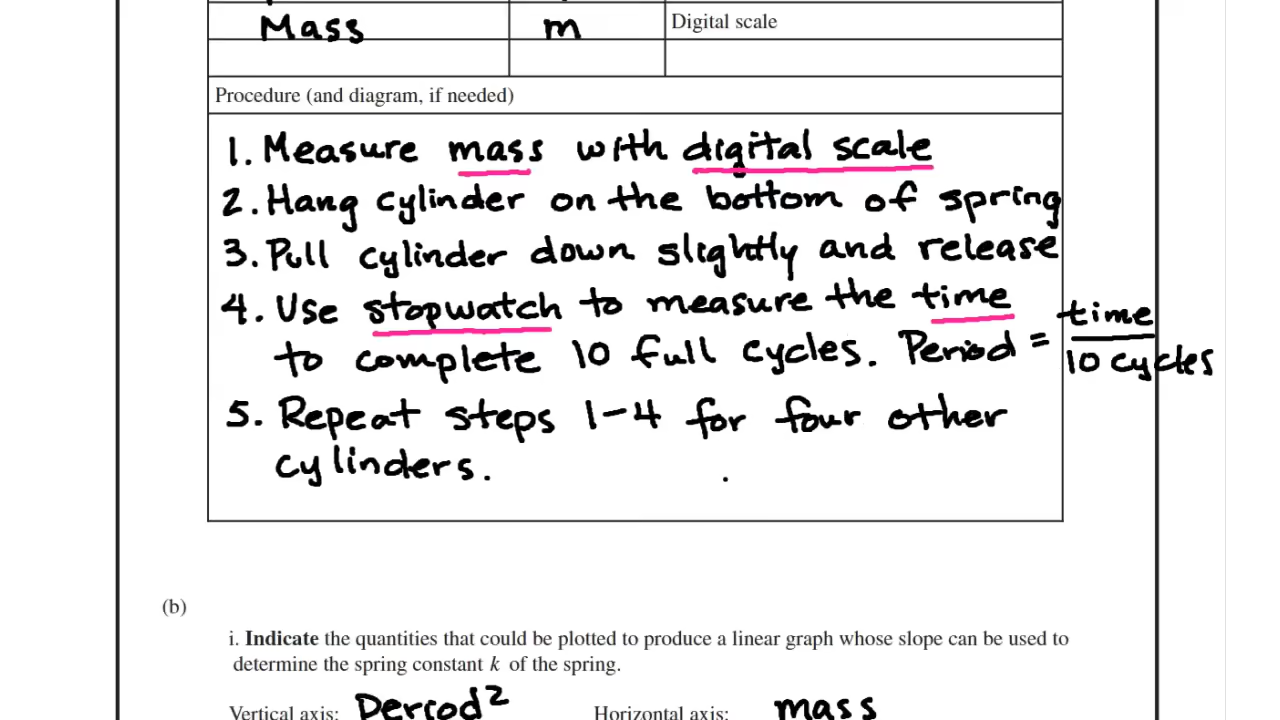 Mass m Digital scale
Procedure (and diagram, if needed)
1. Measure mass with digital scale
2. Hang cylinder on the bottom of spring
3. Pull cylinder down slightly and release
4. Use stopwatch to measure the time
to complete 10 full cycles. Period = time / 10 cycles
5. Repeat steps 1-4 for four other
cylinders.
(b)
i. Indicate the quantities that could be plotted to produce a linear graph whose slope can be used to
determine the spring constant k of the spring.
Vertical axis: Period² Horizontal axis: mass